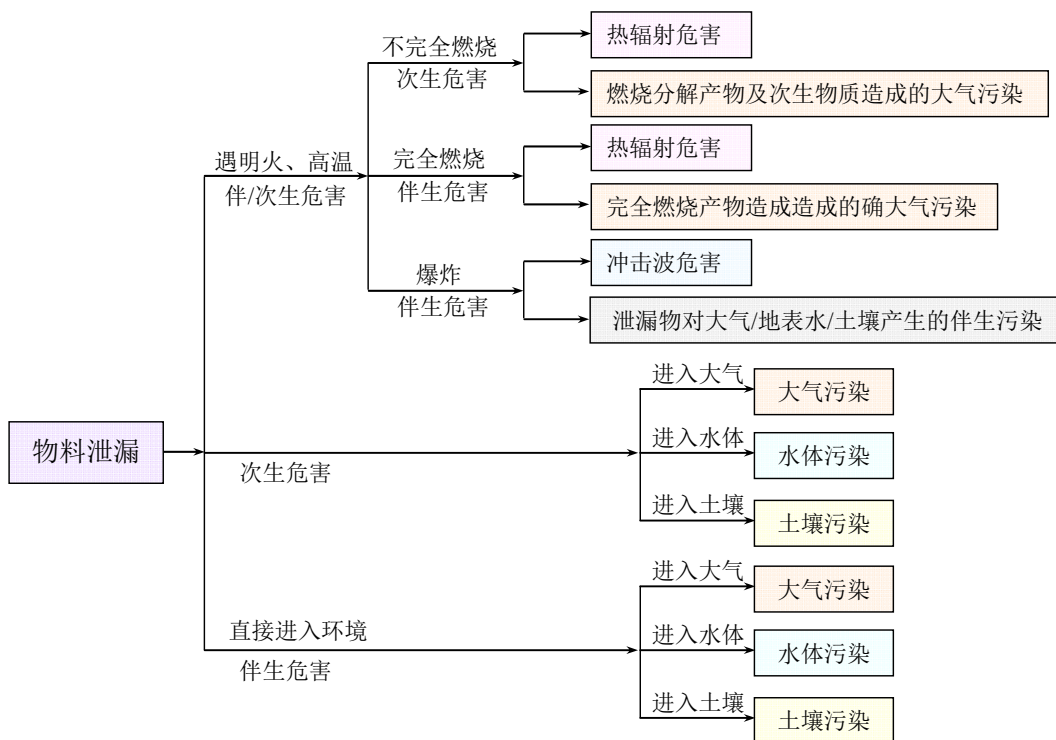 不完全燃烧
次生危害
热辐射危害
燃烧分解产物及次生物质造成的大气污染
遇明火、高温
伴/次生危害
完全燃烧
伴生危害
热辐射危害
完全燃烧产物造成造成的确大气污染
爆炸
伴生危害
冲击波危害
泄漏物对大气/地表水/土壤产生的伴生污染
物料泄漏
次生危害
进入大气
大气污染
进入水体
水体污染
进入土壤
土壤污染
直接进入环境
伴生危害
进入大气
大气污染
进入水体
水体污染
进入土壤
土壤污染